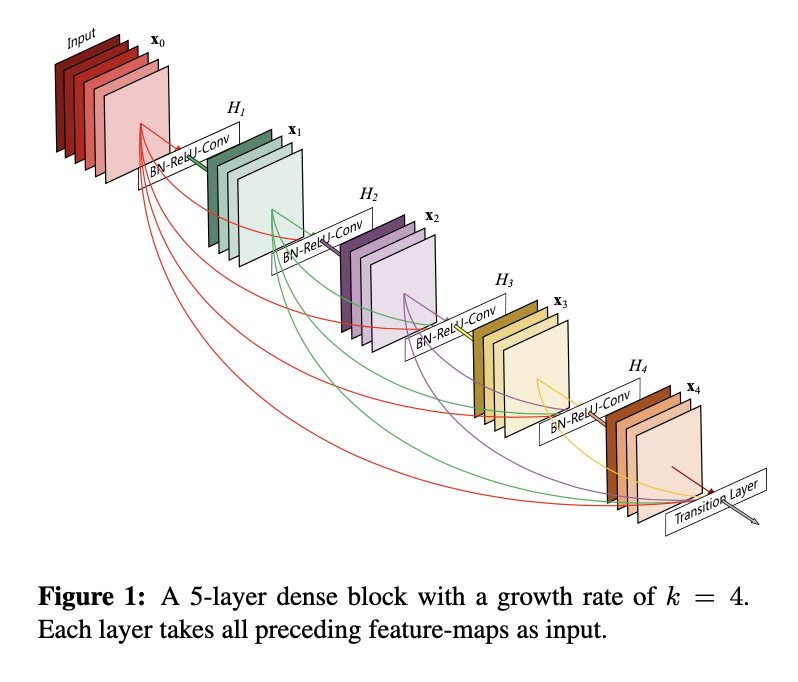 Input
x0
H1
BN-ReLU-Conv
x1
H2
BN-ReLU-Conv
x2
H3
BN-ReLU-Conv
x3
H4
BN-ReLU-Conv
x4
Transition Layer
Figure 1: A 5-layer dense block with a growth rate of k = 4.
Each layer takes all preceding feature-maps as input.